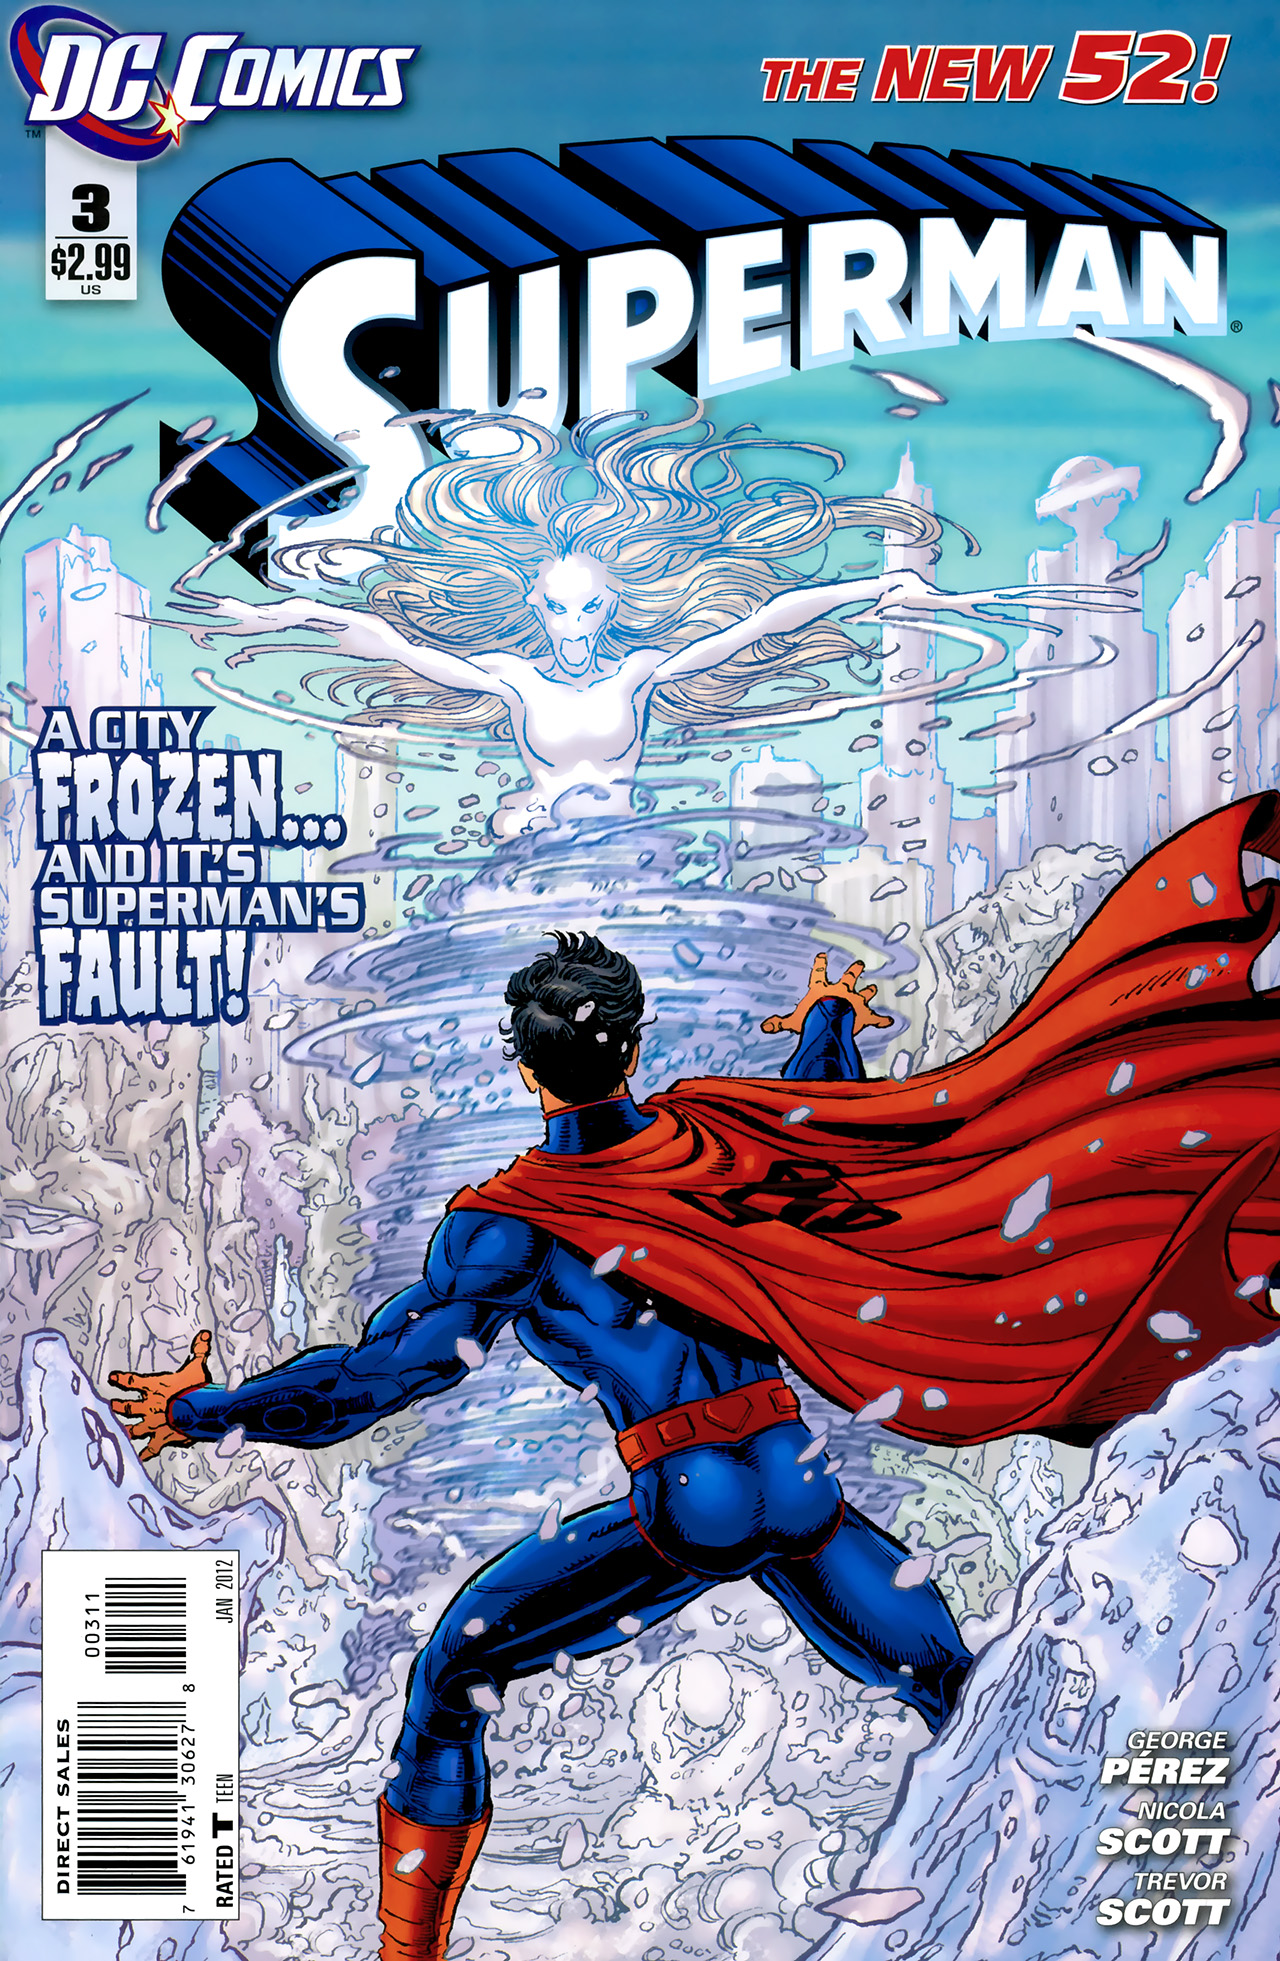 DC COMICS
™
THE NEW 52!
3
$2.99
US
SUPERMAN
®
A CITY
FROZEN...
AND IT'S
SUPERMAN'S
FAULT!
JAN 2012
00311
DIRECT SALES
7 61941 30627 8
RATED T TEEN
GEORGE
PÉREZ
NICOLA
SCOTT
TREVOR
SCOTT